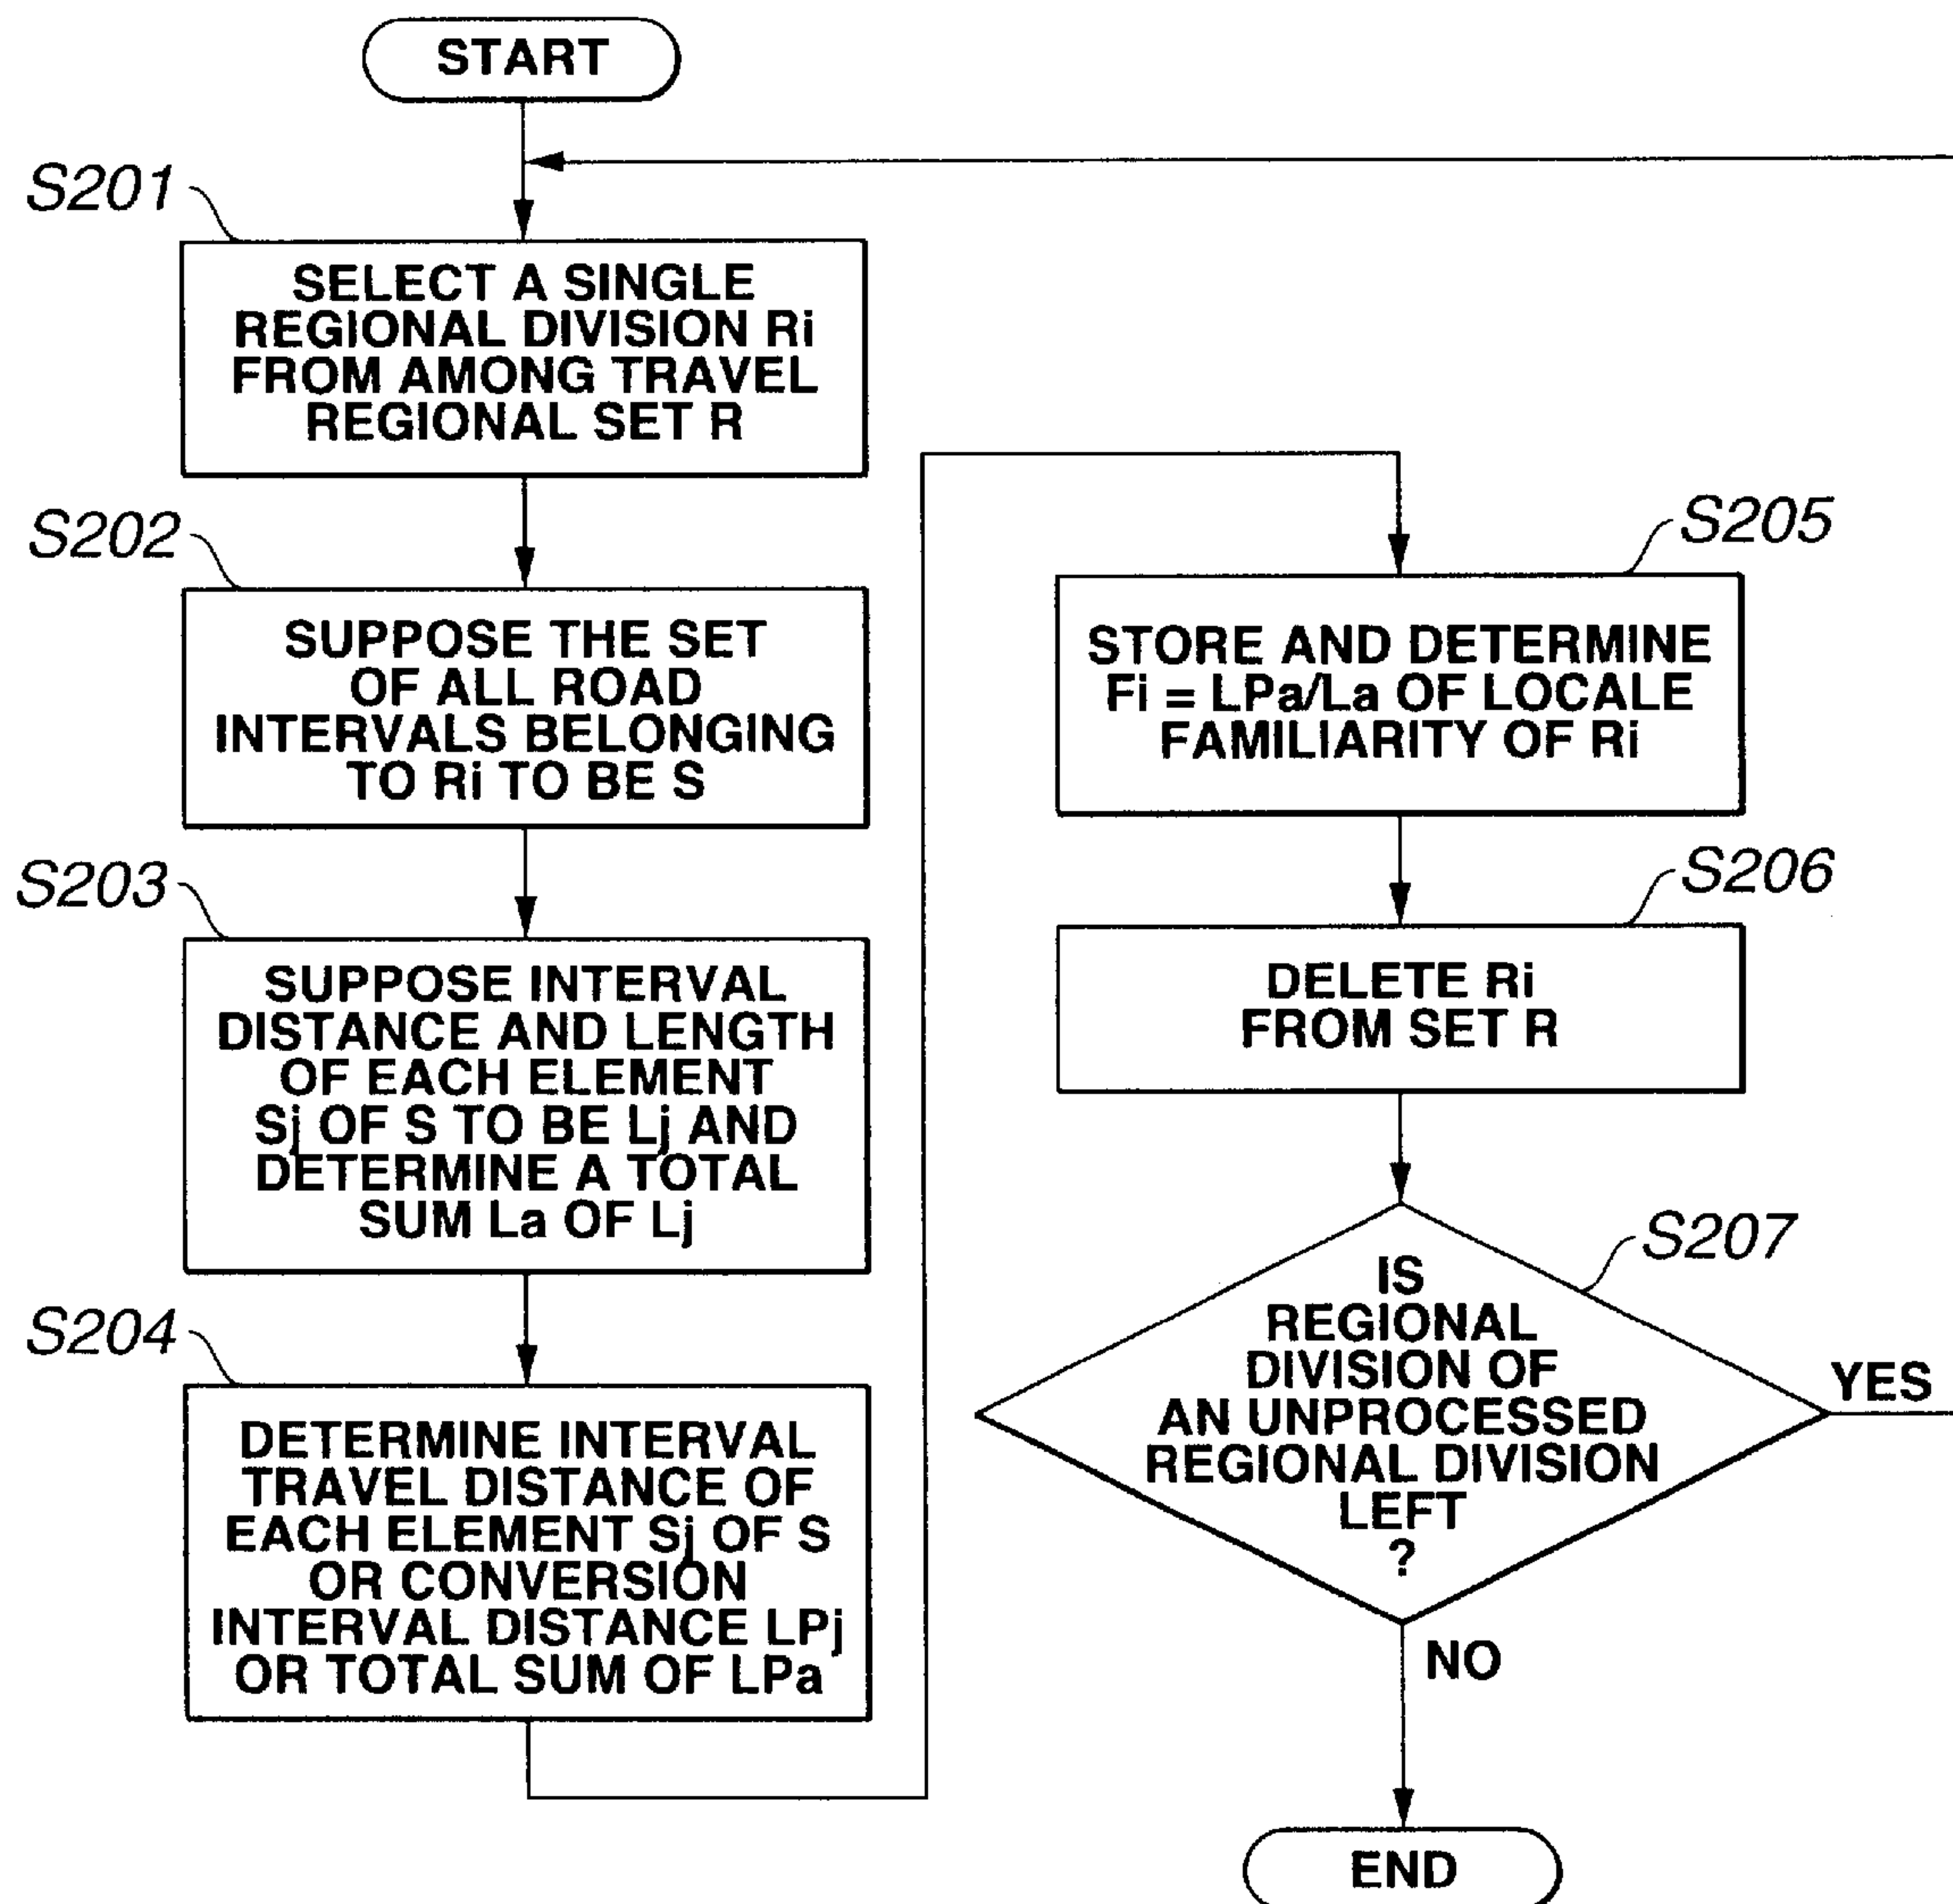 START
S201
SELECT A SINGLE
REGIONAL DIVISION Ri
FROM AMONG TRAVEL
REGIONAL SET R
S202
SUPPOSE THE SET
OF ALL ROAD
INTERVALS BELONGING
TO Ri TO BE S
S203
SUPPOSE INTERVAL
DISTANCE AND LENGTH
OF EACH ELEMENT
Sj OF S TO BE Lj AND
DETERMINE A TOTAL
SUM La OF Lj
S204
DETERMINE INTERVAL
TRAVEL DISTANCE OF
EACH ELEMENT Sj OF S
OR CONVERSION
INTERVAL DISTANCE LPj
OR TOTAL SUM OF LPa
S205
STORE AND DETERMINE
Fi = LPa/La OF LOCALE
FAMILIARITY OF Ri
S206
DELETE Ri
FROM SET R
S207
IS
REGIONAL
DIVISION OF
AN UNPROCESSED
REGIONAL DIVISION
LEFT
?
YES
NO
END